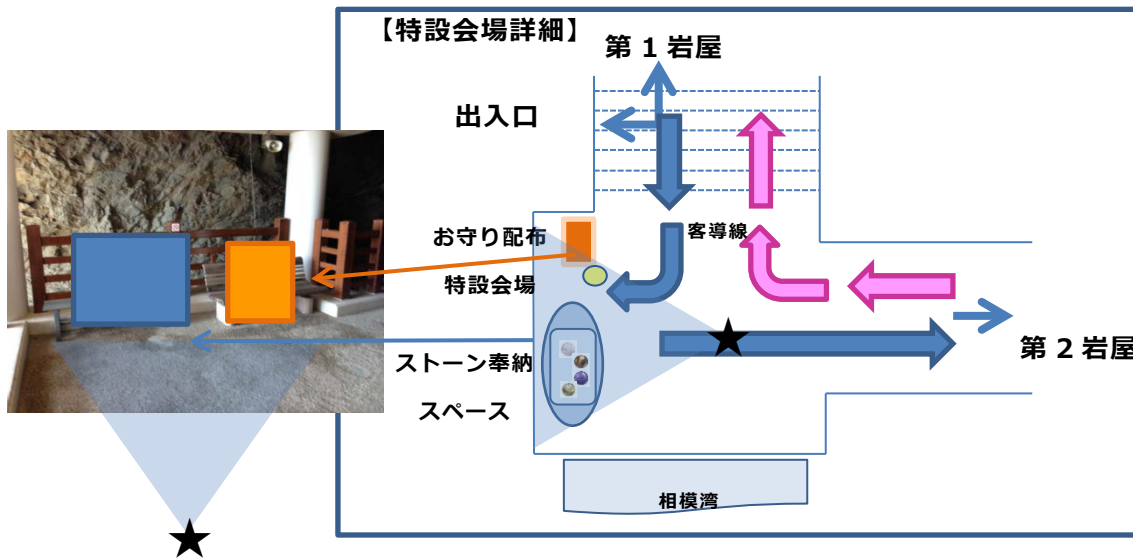 【特設会場詳細】
第 1 岩屋
出入口
お守り配布
特設会場
客導線
第 2 岩屋
ストーン奉納
スペース
相模湾